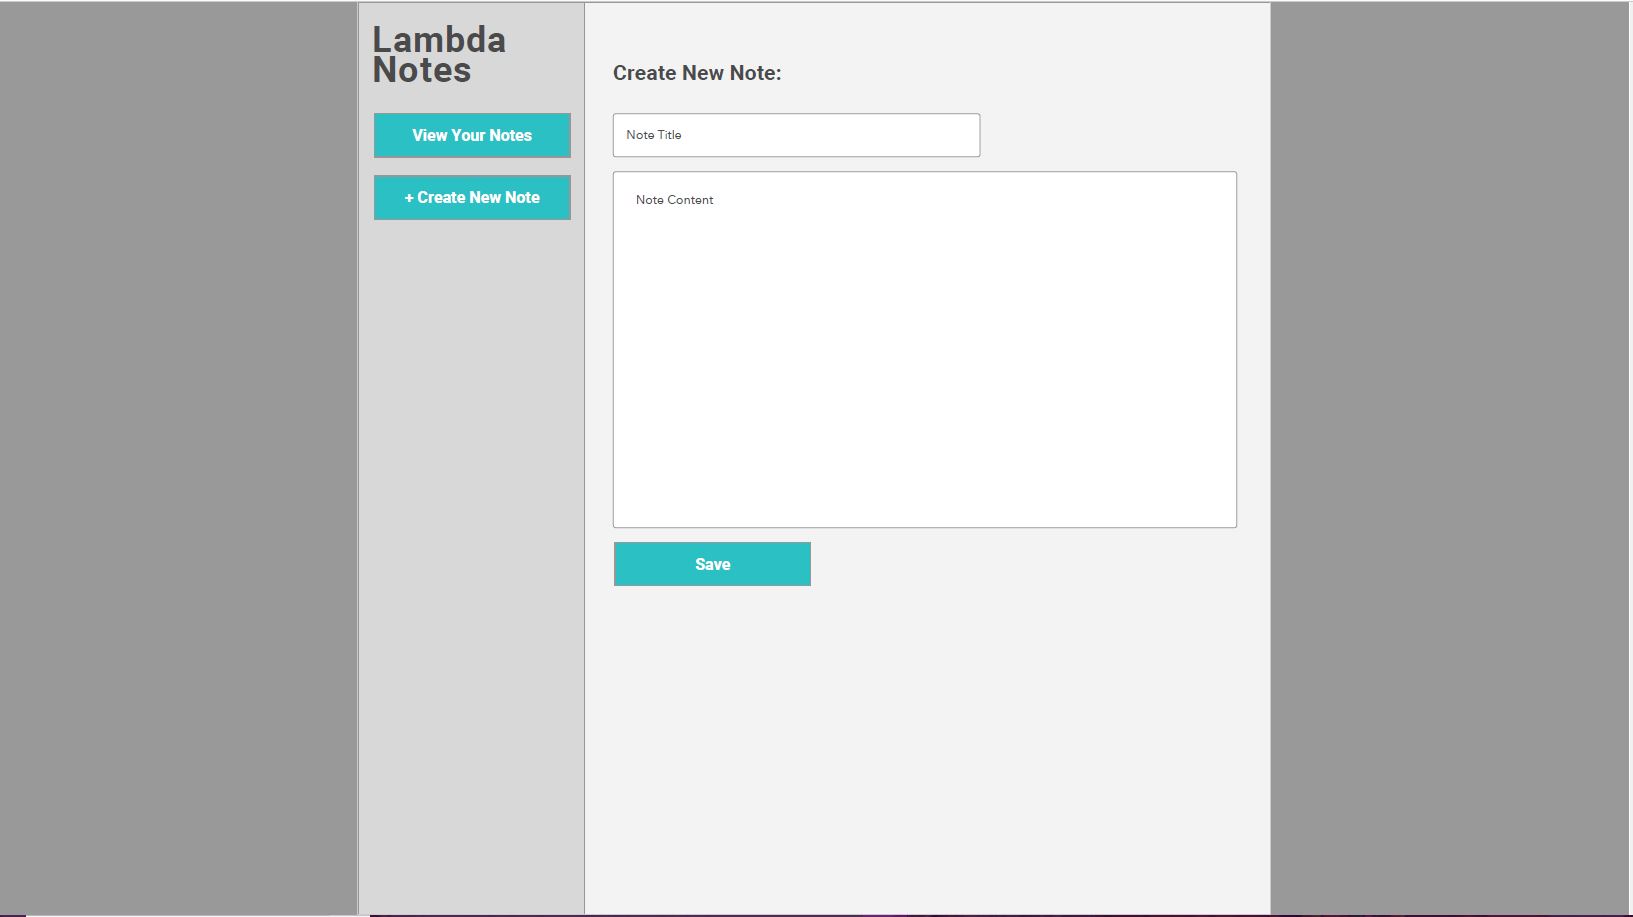 Lambda
Notes
View Your Notes
+ Create New Note
Create New Note:
Note Title
Note Content
Save